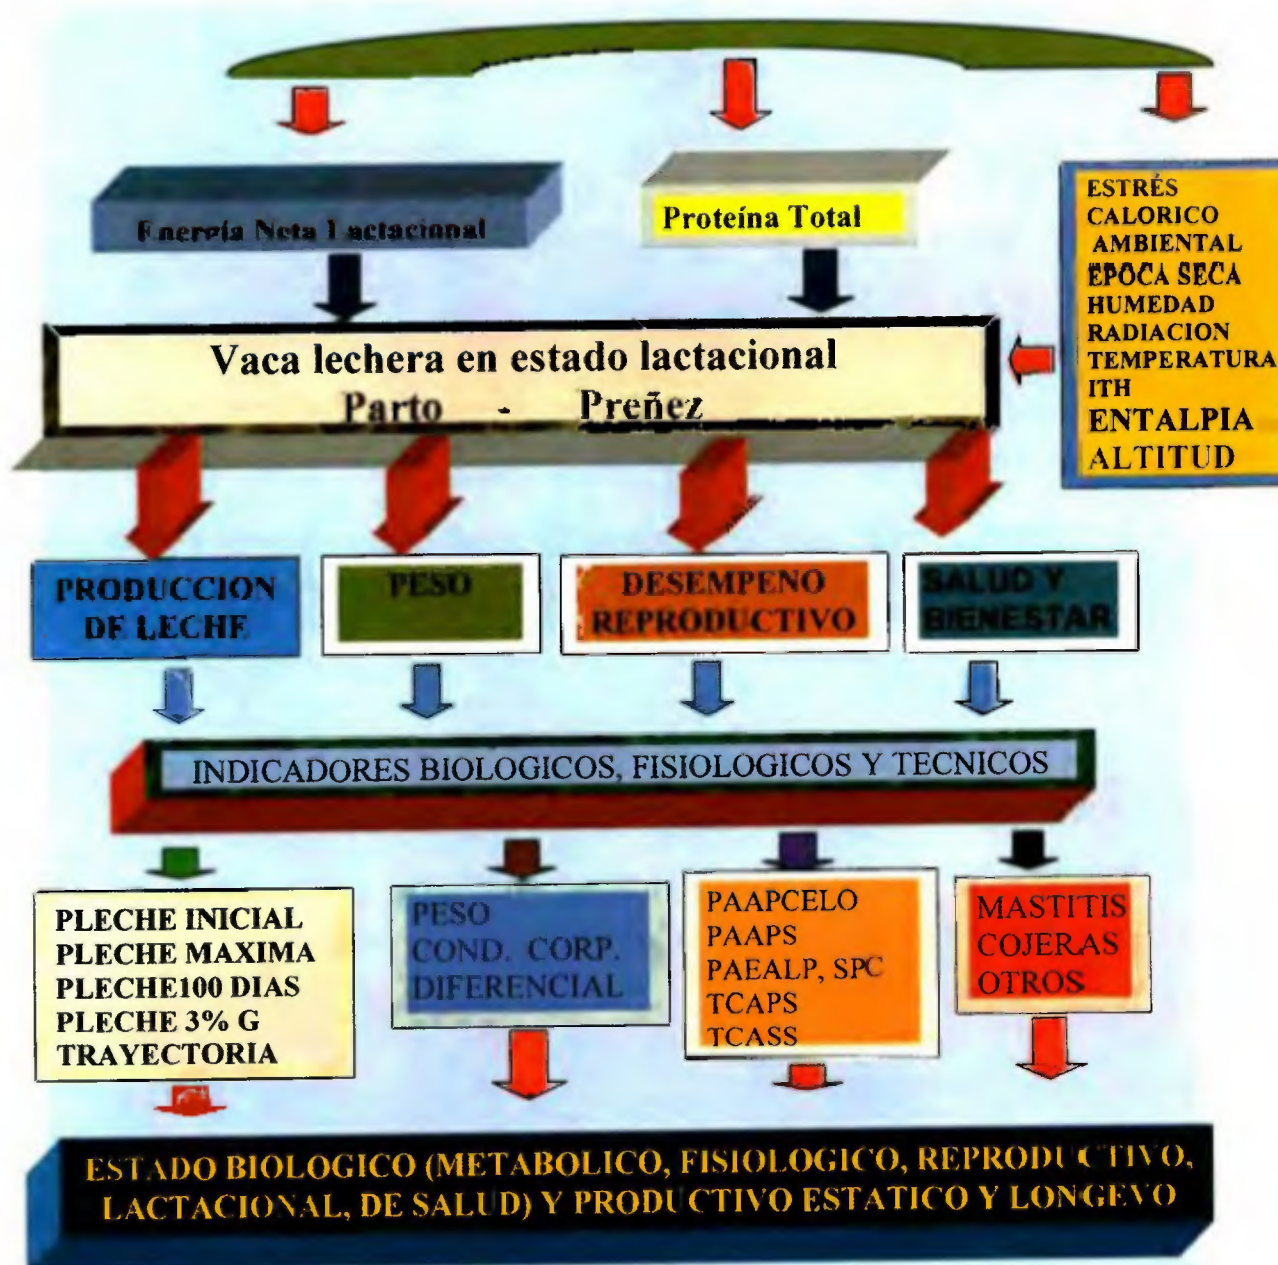 Energía Neta Lactacional
Proteína Total
ESTRÉS
CALORICO
AMBIENTAL
EPOCA SECA
HUMEDAD
RADIACION
TEMPERATURA
ITH
ENTALPIA
ALTITUD
Vaca lechera en estado lactacional
Parto - Preñez
PRODUCCION
DE LECHE
PESO
DESEMPENO
REPRODUCTIVO
SALUD Y
BIENESTAR
INDICADORES BIOLOGICOS, FISIOLOGICOS Y TECNICOS
PLECHE INICIAL
PLECHE MAXIMA
PLECHE100 DIAS
PLECHE 3% G
TRAYECTORIA
PESO
COND. CORP.
DIFERENCIAL
PAAPCELO
PAAPS
PAEALP, SPC
TCAPS
TCASS
MASTITIS
COJERAS
OTROS
ESTADO BIOLOGICO (METABOLICO, FISIOLOGICO, REPRODUCTIVO,
LACTACIONAL, DE SALUD) Y PRODUCTIVO ESTATICO Y LONGEVO